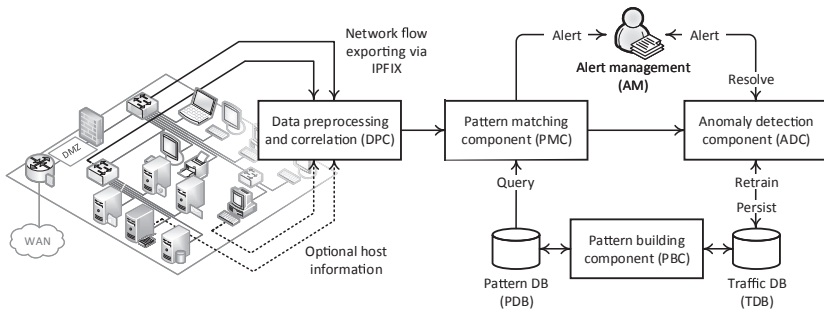 Network flow
exporting via
IPFIX
Alert
Alert
Alert management
(AM)
Resolve
DMZ
Data preprocessing
and correlation (DPC)
Pattern matching
component (PMC)
Anomaly detection
component (ADC)
Query
Retrain
Persist
WAN
Optional host
information
Pattern building
component (PBC)
Pattern DB
(PDB)
Traffic DB
(TDB)